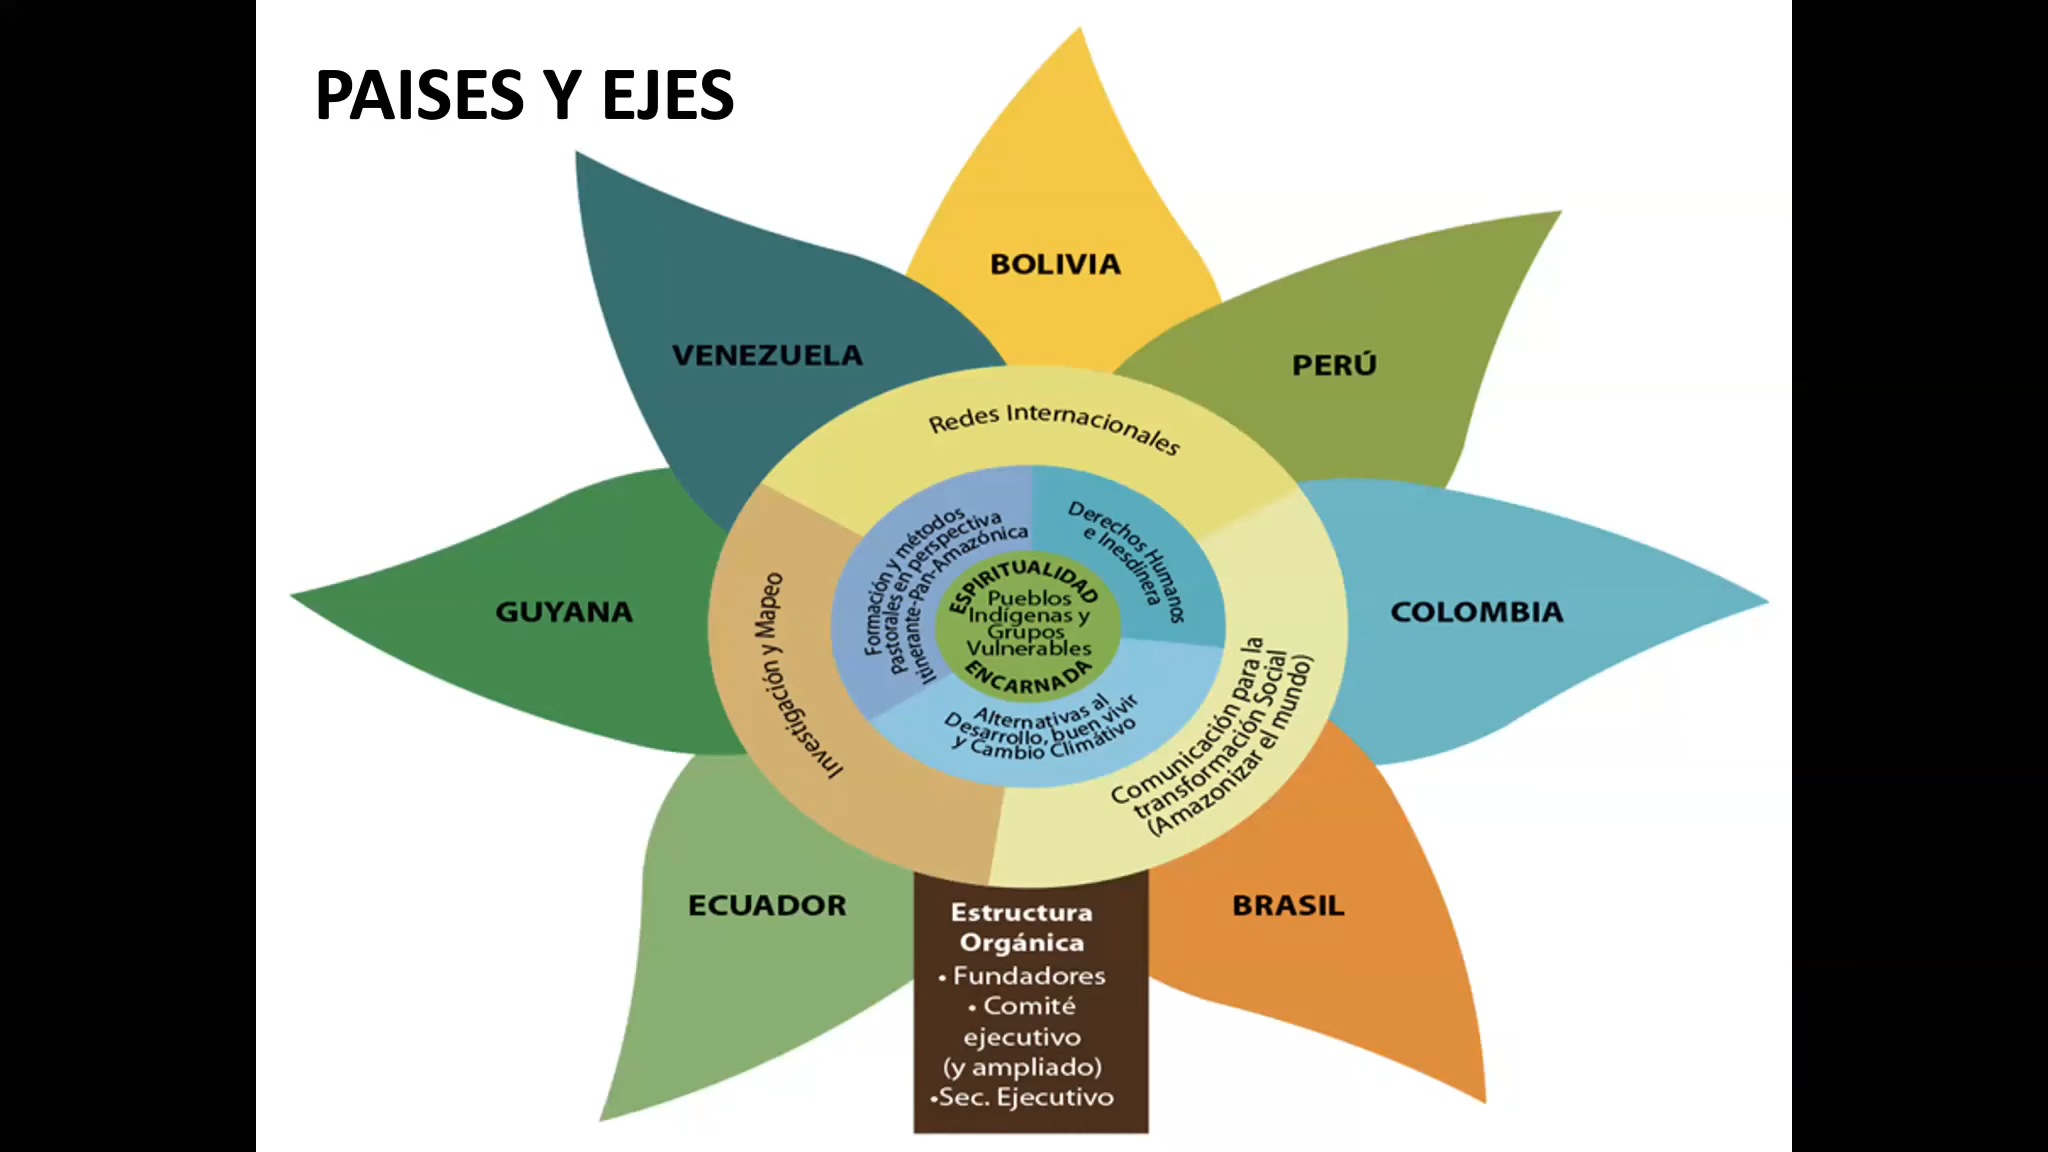 PAISES Y EJES
BOLIVIA
VENEZUELA
PERÚ
Redes Internacionales
Formación y métodos
Pastorales en perspectiva
Itinerante-Pan-Amazónica
Derechos Humanos
e Inesdinera
ESPIRITUALIDAD
Pueblos
Indígenas y
Grupos
Vulnerables
ENCARNADA
GUYANA
COLOMBIA
Investigación y Mapeo
Alternativas al
Desarrollo, buen vivir
y Cambio Climátivo
Comunicación para la
transformación Social
(Amazonizar el mundo)
ECUADOR
BRASIL
Estructura
Orgánica
• Fundadores
• Comité
ejecutivo
(y ampliado)
•Sec. Ejecutivo